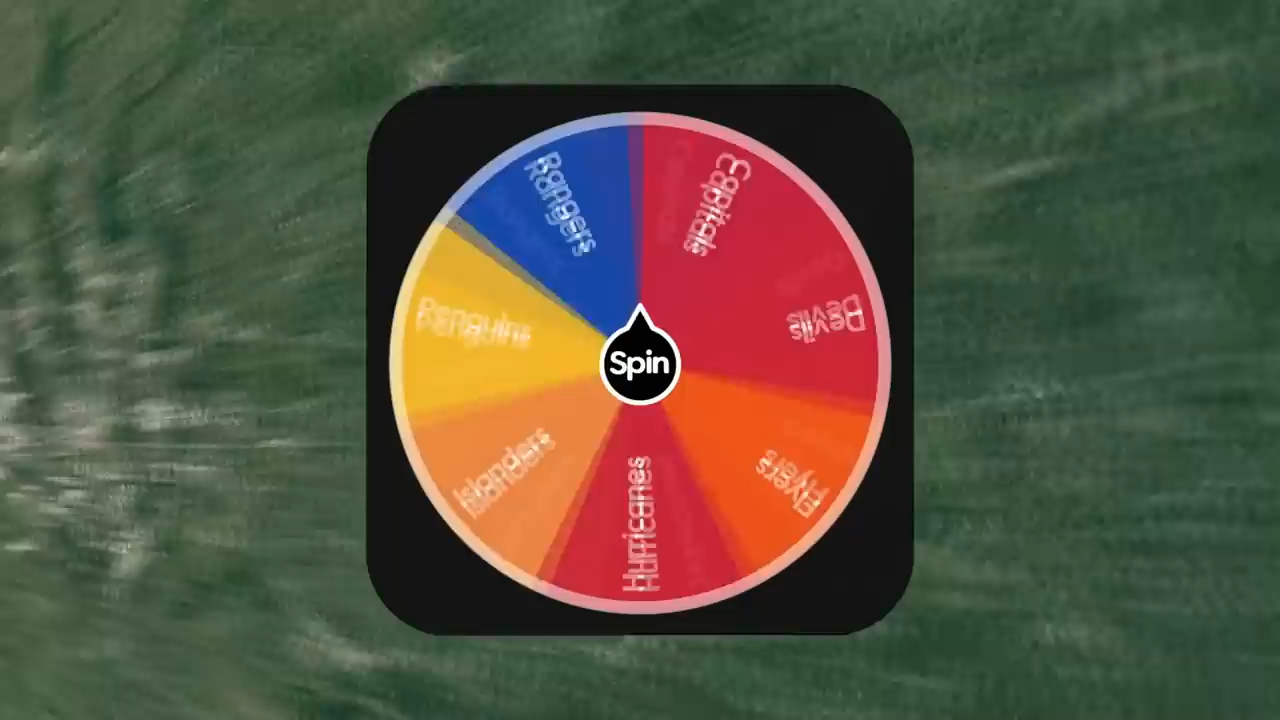 Rangers
Capitals
Penguins
Devils
Spin
Islanders
Flyers
Hurricanes